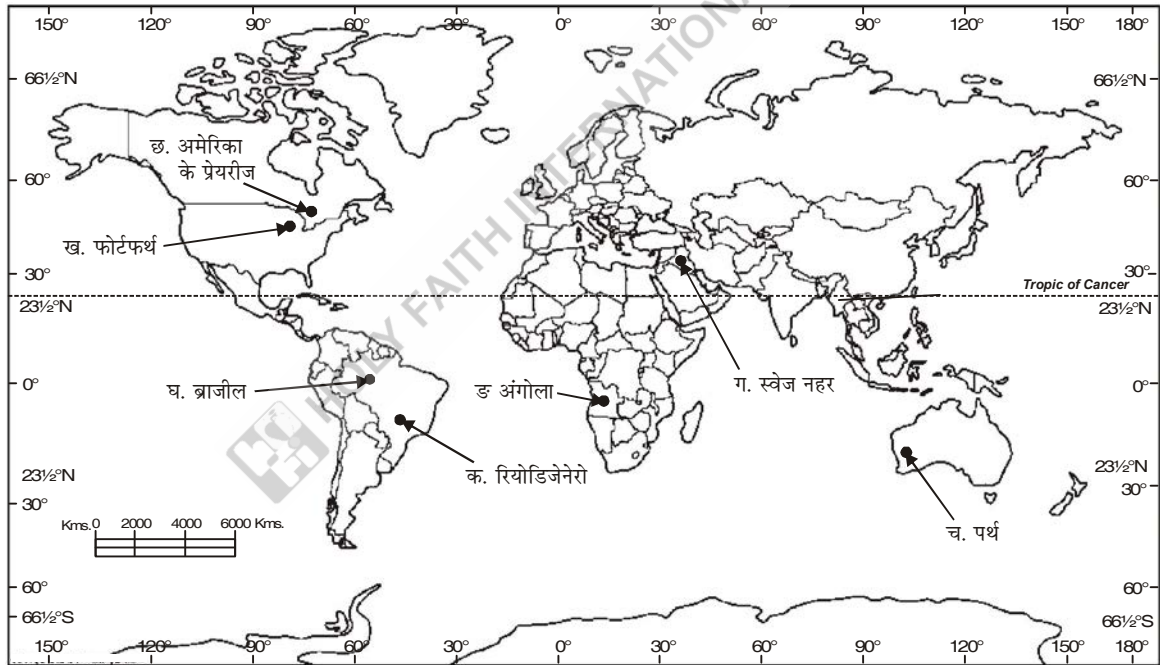 150° 120° 90° 60° 30° 0° 30° 60° 90° 120° 150° 180°
66½°N 66½°N
छ. अमेरिका
के प्रेयरीज
60° 60°
ख. फोर्टफर्थ
30° 30°
Tropic of Cancer
23½°N 23½°N
घ. ब्राजील
0° 0°
ङ अंगोला
ग. स्वेज नहर
क. रियोडिजेनेरो
23½°N 23½°N
30° 30°
Kms. 0 2000 4000 6000 Kms.
च. पर्थ
60° 60°
66½°S 66½°S
150° 120° 90° 60° 30° 0° 30° 60° 90° 120° 150° 180°
HOLY FAITH INTERNATIONAL